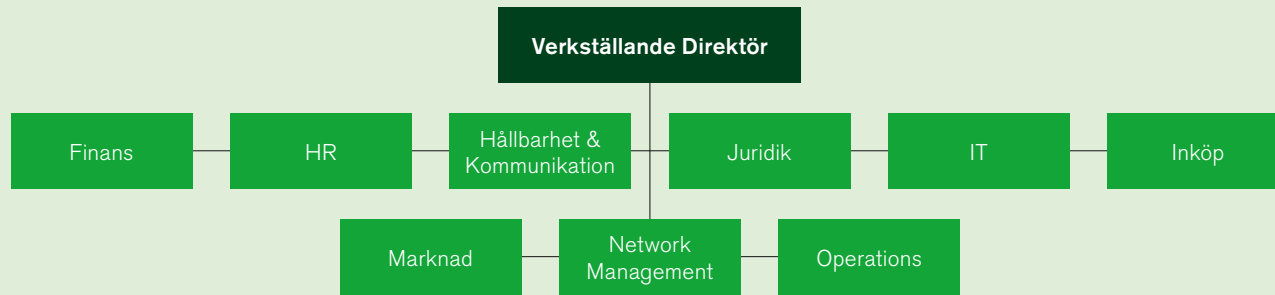 Verkställande Direktör
Finans
HR
Hållbarhet &
Kommunikation
Juridik
IT
Inköp
Marknad
Network
Management
Operations